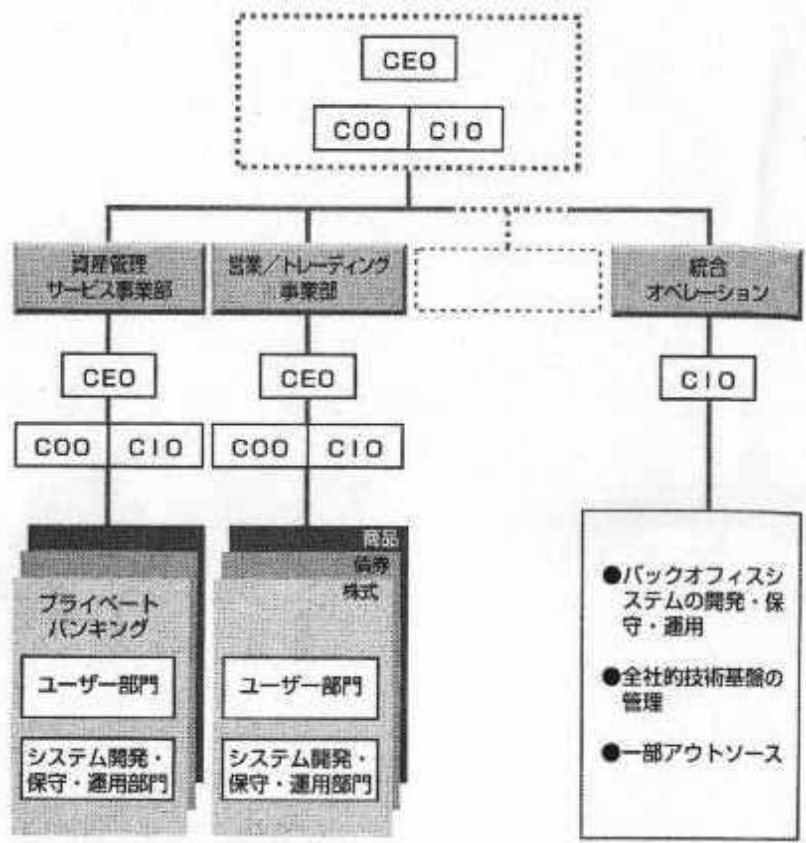 CEO
COO
CIO
資産管理
サービス事業部
営業／トレーディング
事業部
統合
オペレーション
CEO
CEO
CIO
COO
CIO
COO
CIO
プライベート
バンキング
ユーザー部門
システム開発・
保守・運用部門
商品
債券
株式
ユーザー部門
システム開発・
保守・運用部門
●バックオフィスシ
ステムの開発・保
守・運用
●全社的技術基盤の
管理
●一部アウトソース